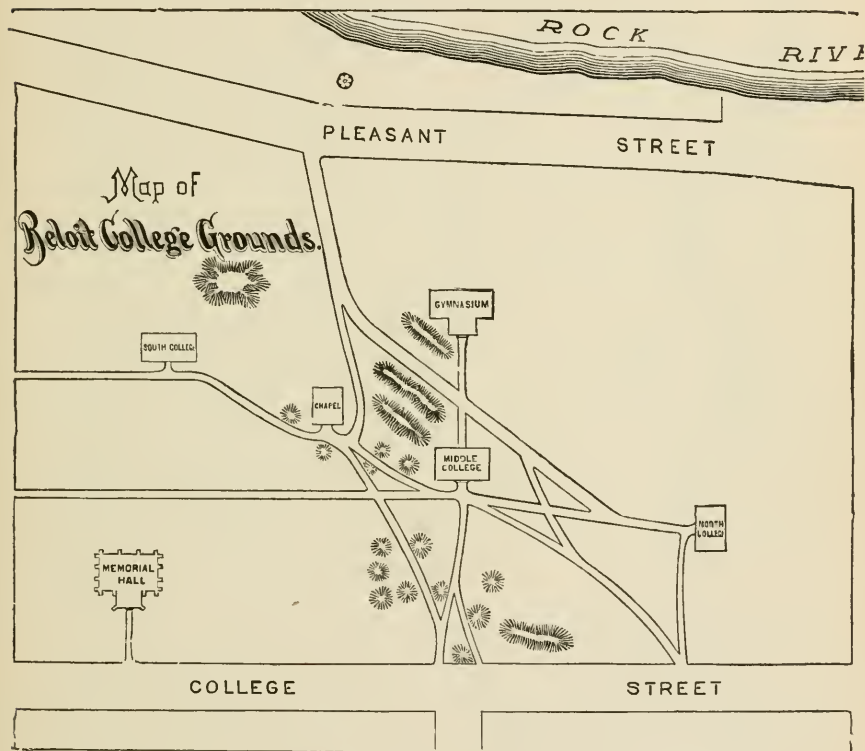 ROCK
RIVE
PLEASANT STREET
Map of
Beloit College Grounds.
GYMNASIUM
SOUTH COLLEGE
CHAPEL
MIDDLE
COLLEGE
NORTH
COLLEGE
MEMORIAL
HALL
COLLEGE STREET